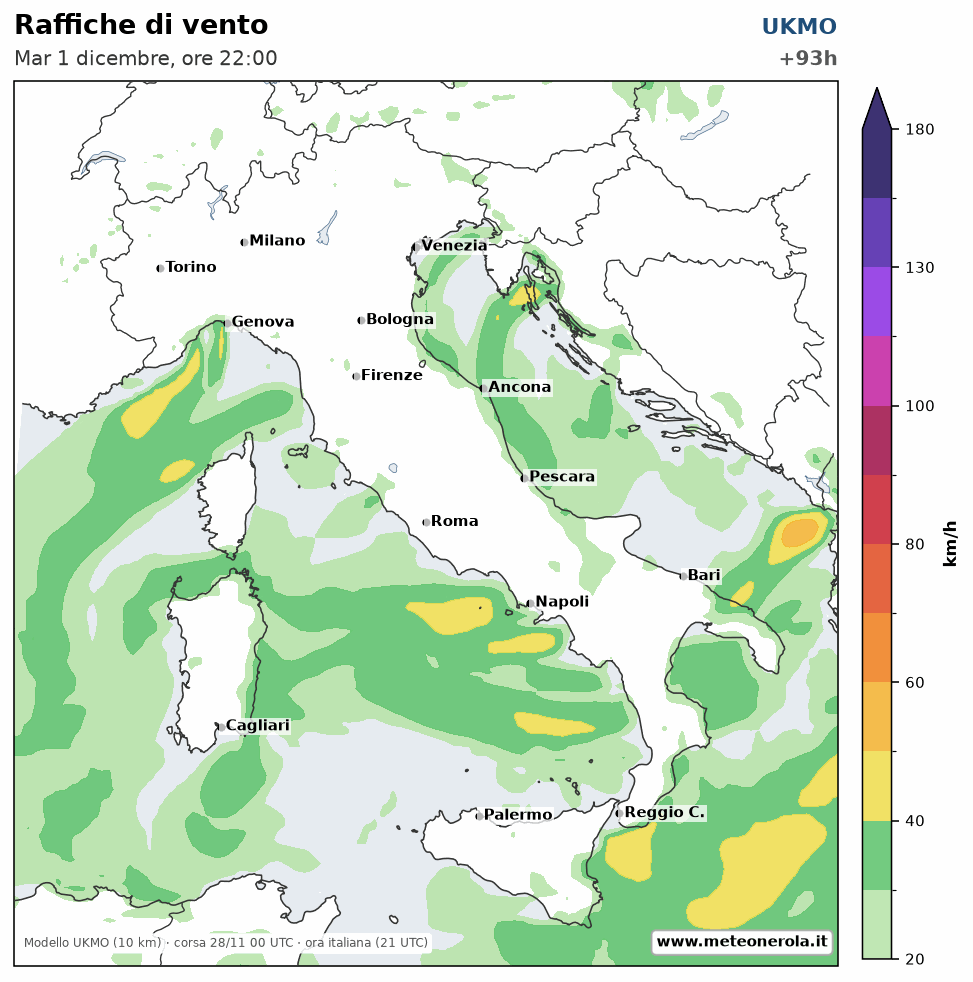 Raffiche di vento
UKMO
Mar 1 dicembre, ore 22:00
+93h
180
Venezia
Milano
Torino
130
Bologna
Genova
Firenze
Ancona
100
Pescara
Roma
80
km/h
Bari
Napoli
60
Cagliari
Palermo
Reggio C.
40
Modello UKMO (10 km) · corsa 28/11 00 UTC · ora italiana (21 UTC)
www.meteonerola.it
20